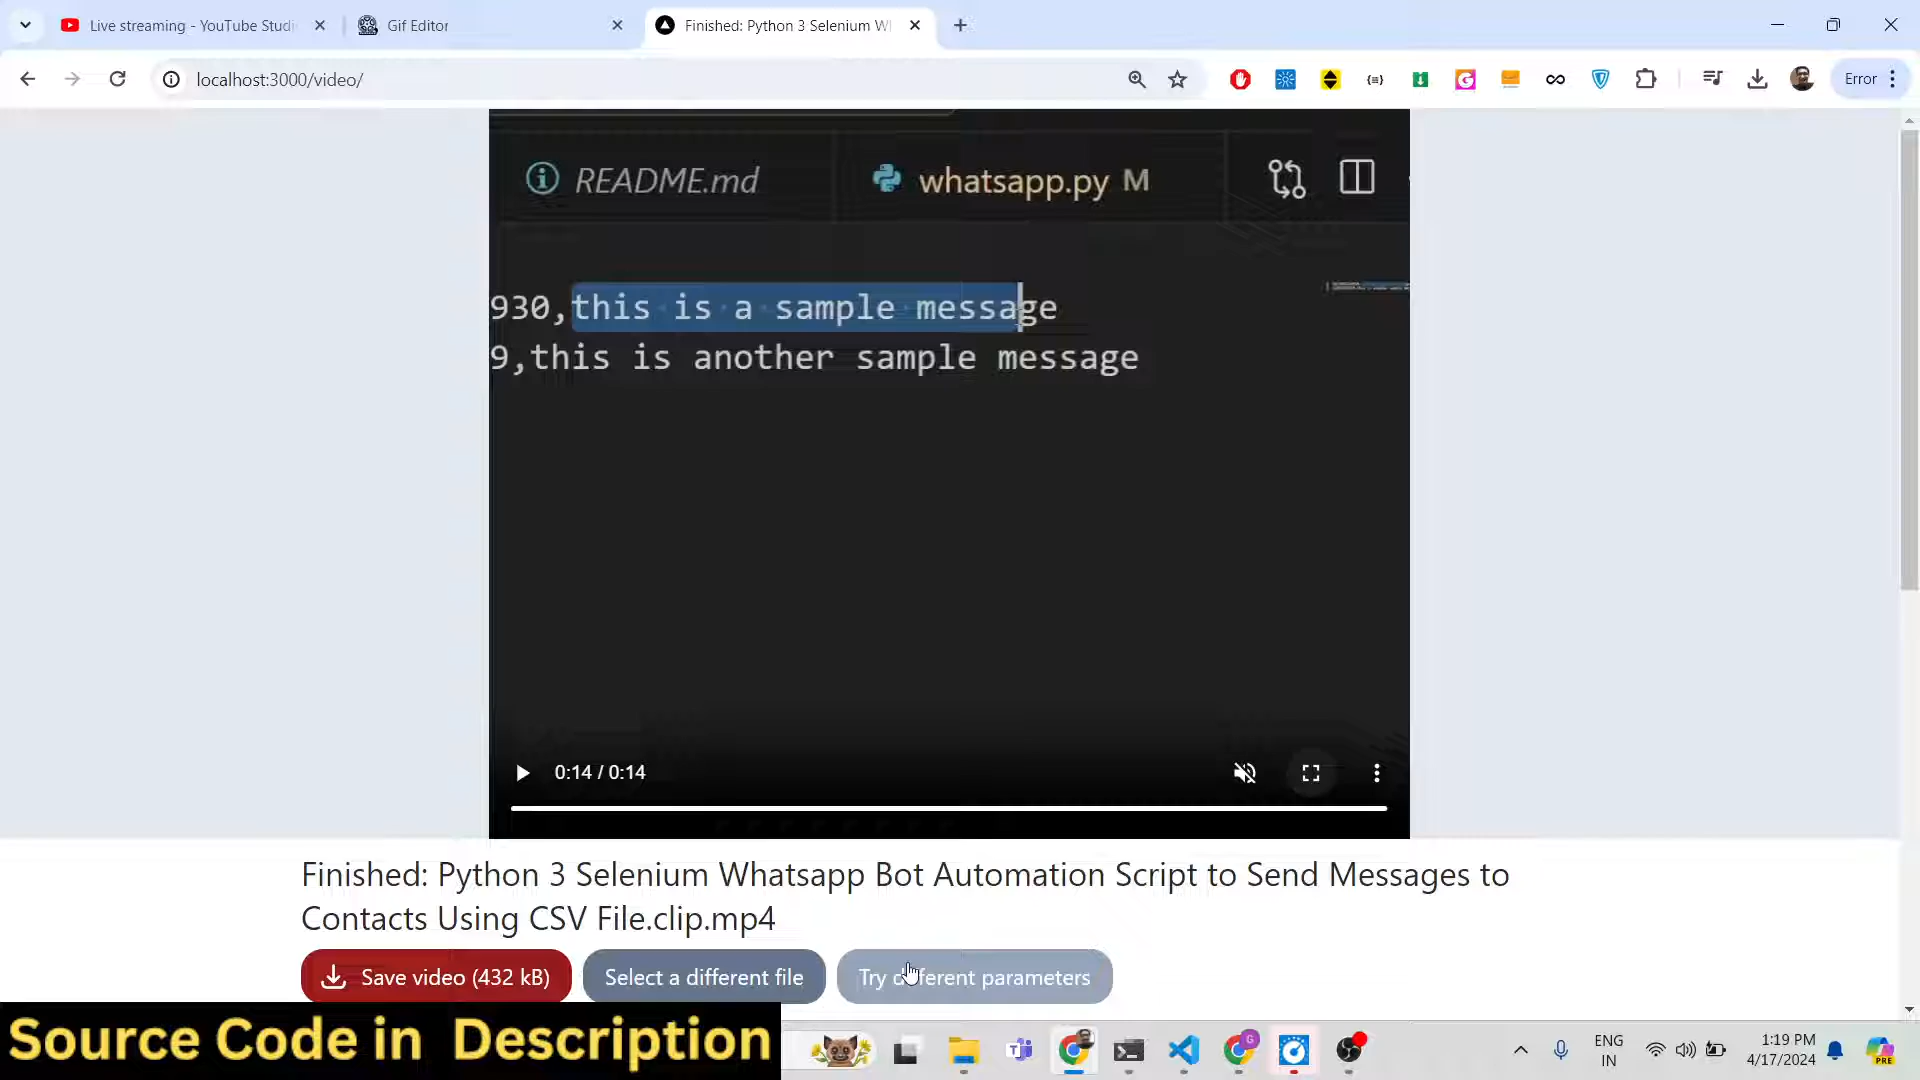 Live streaming - YouTube Studi
Gif Editor
Finished: Python 3 Selenium W
localhost:3000/video/
Error
README.md
whatsapp.py M
930,this is a sample message
9,this is another sample message
0:14 / 0:14
Finished: Python 3 Selenium Whatsapp Bot Automation Script to Send Messages to
Contacts Using CSV File.clip.mp4
Save video (432 kB)
Select a different file
Try different parameters
Source Code in Description
ENG
IN
1:19 PM
4/17/2024
PRE